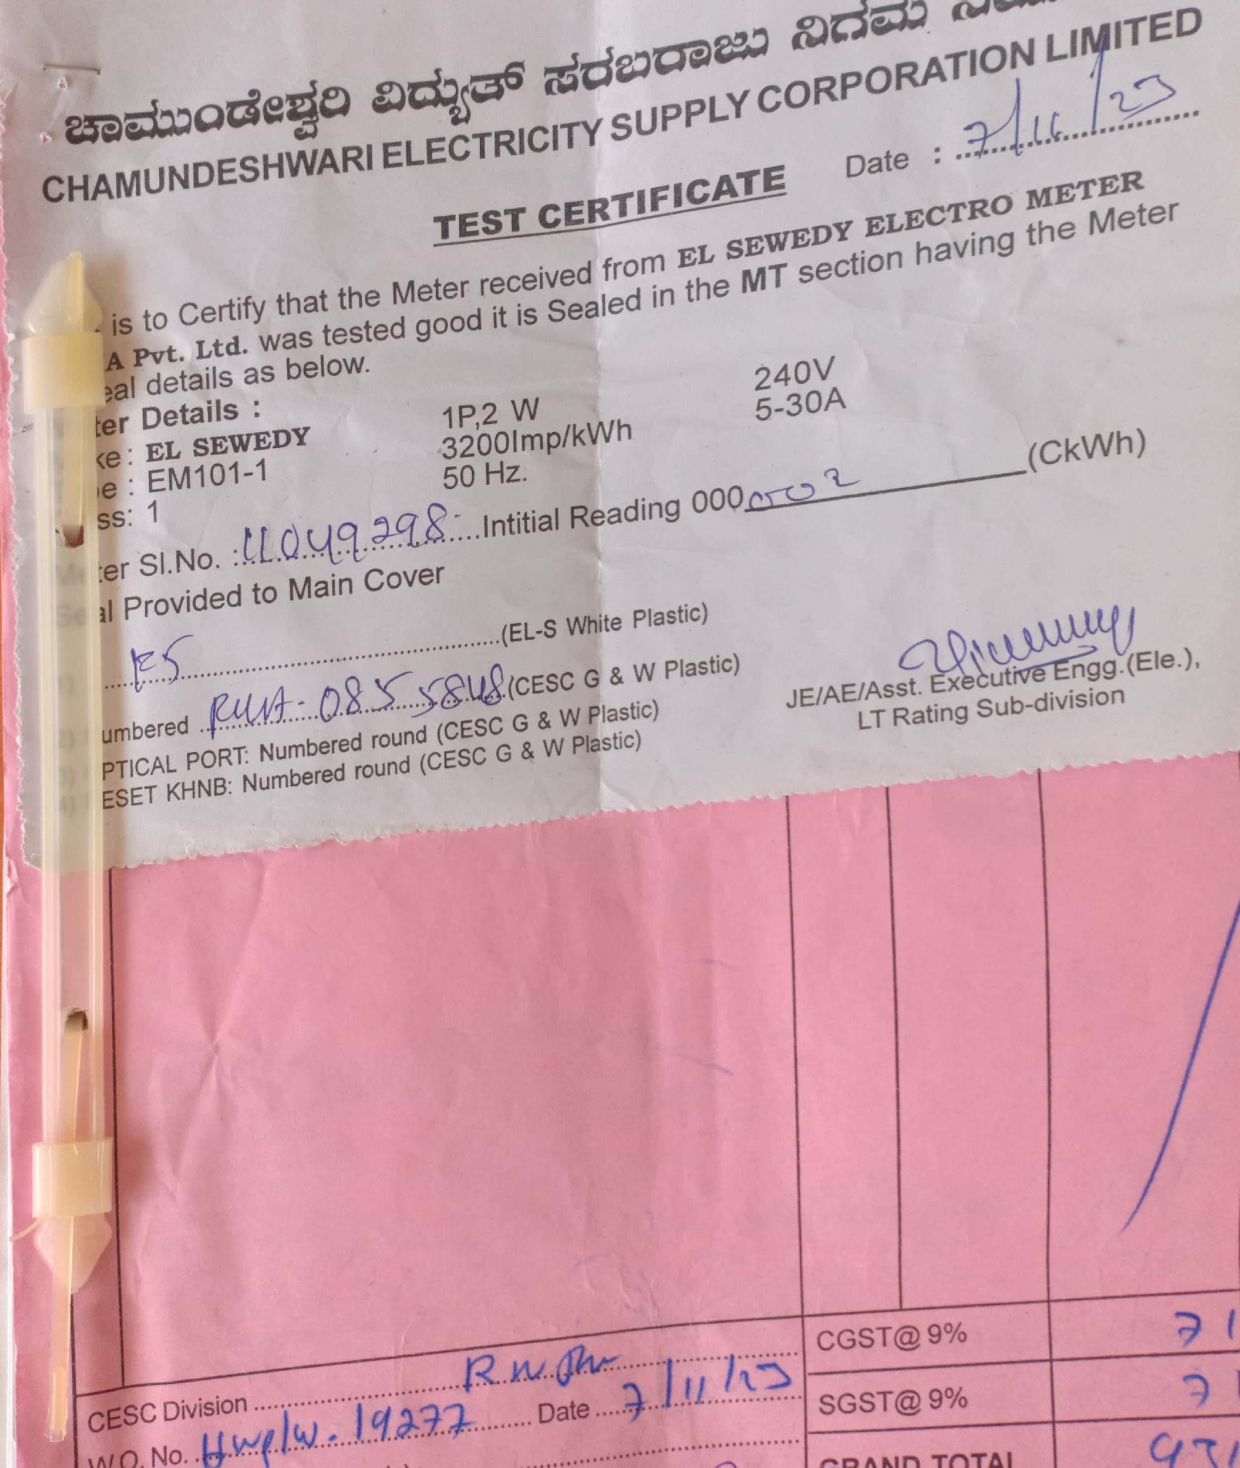 ಚಾಮುಂಡೇಶ್ವರಿ ವಿದ್ಯುತ್ ಸರಬರಾಜು ನಿಗಮ
CHAMUNDESHWARI ELECTRICITY SUPPLY CORPORATION LIMITED
Date : 7/11/23
TEST CERTIFICATE
is to Certify that the Meter received from EL SEWEDY ELECTRO METER
A Pvt. Ltd. was tested good it is Sealed in the MT section having the Meter
eal details as below.
ter Details :
ke: EL SEWEDY 1P,2 W 240V
e : EM101-1 3200Imp/kWh 5-30A
ss: 1 50 Hz.
ter Sl.No. : 11049298 Intitial Reading 000002 (CkWh)
al Provided to Main Cover
(EL-S White Plastic)
umbered 0855848 (CESC G & W Plastic)
PTICAL PORT: Numbered round (CESC G & W Plastic)
ESET KHNB: Numbered round (CESC G & W Plastic)
JE/AE/Asst. Executive Engg.(Ele.),
LT Rating Sub-division
CGST@ 9% 71
SGST@ 9% 7
CESC Division
W.O. No. 19277 Date 7/11/23
GRAND TOTAL 931